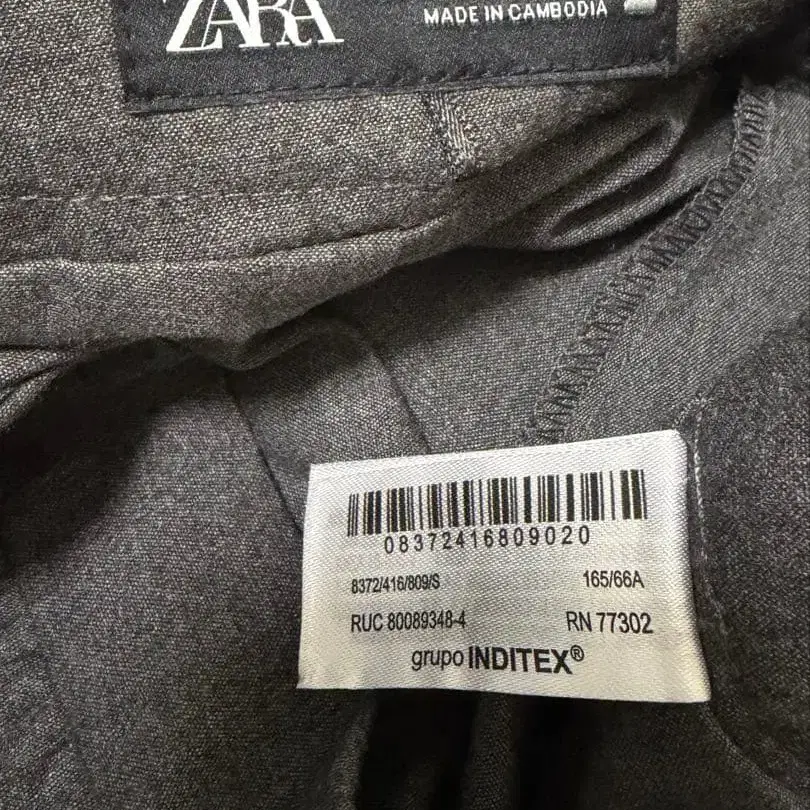 ZARA
MADE IN CAMBODIA
08372416809020
8372/416/809/S 165/66A
RUC 80089348-4 RN 77302
grupo INDITEX®